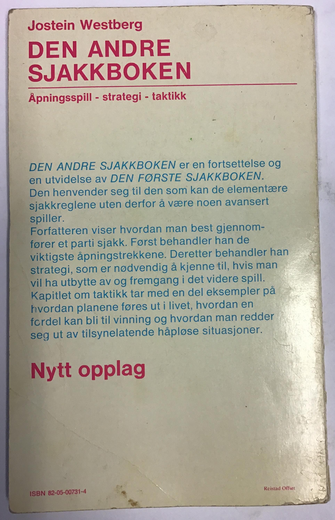 Jostein Westberg
DEN ANDRE
SJAKKBOKEN
Åpningsspill - strategi - taktikk
DEN ANDRE SJAKKBOKEN er en fortsettelse og
en utvidelse av DEN FØRSTE SJAKKBOKEN.
Den henvender seg til den som kan de elementære
sjakkreglene uten derfor å være noen avansert
spiller.
Forfatteren viser hvordan man best gjennom-
fører et parti sjakk. Først behandler han de
viktigste åpningstrekkene. Deretter behandler han
strategi, som er nødvendig å kjenne til, hvis man
vil ha utbytte av og fremgang i det videre spill.
Kapitlet om taktikk tar med en del eksempler på
hvordan planene føres ut i livet, hvordan en
fordel kan bli til vinning og hvordan man redder
seg ut av tilsynelatende håpløse situasjoner.
Nytt opplag
ISBN 82-05-00731-4
Reistad Offset